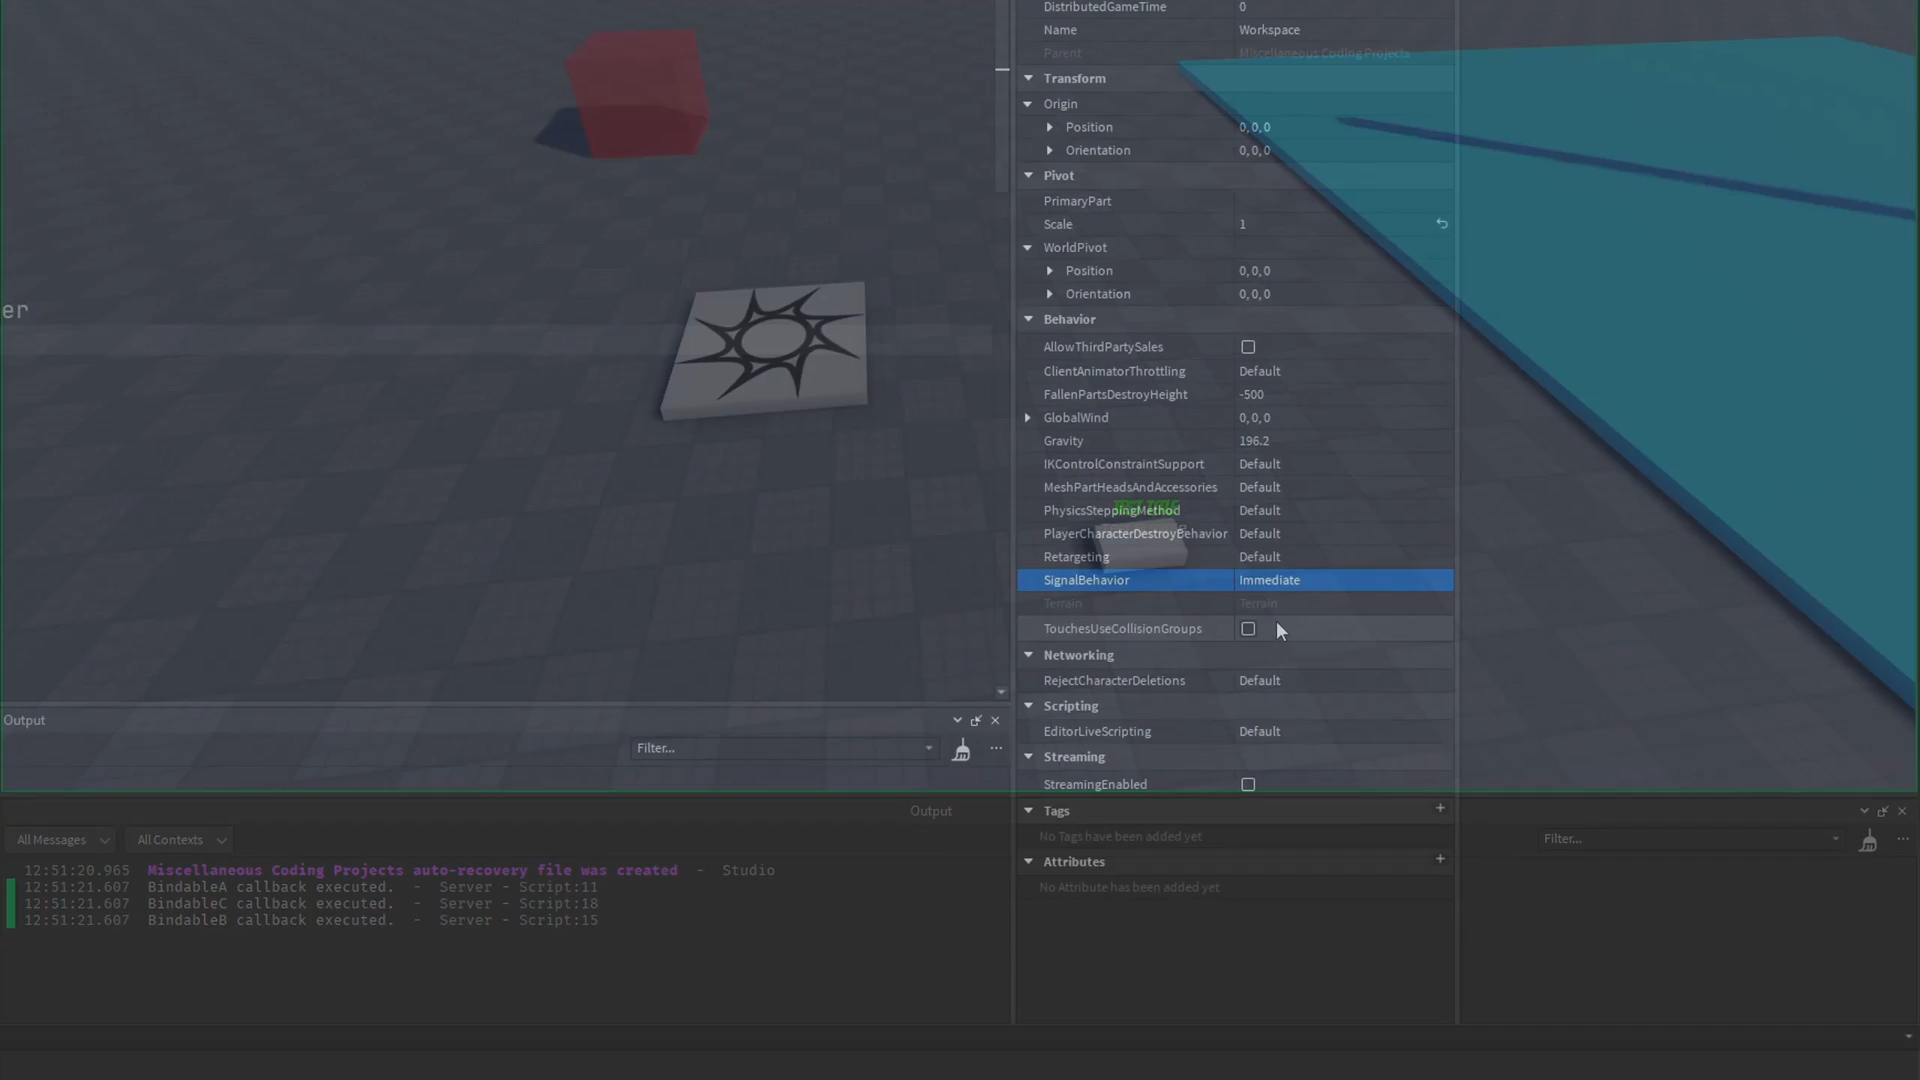 DistributedGameTime 0
Name Workspace
Parent Miscellaneous Coding Projects
Transform
Origin
Position 0, 0, 0
Orientation 0, 0, 0
Pivot
PrimaryPart
Scale 1
WorldPivot
Position 0, 0, 0
Orientation 0, 0, 0
er
Behavior
AllowThirdPartySales
ClientAnimatorThrottling Default
FallenPartsDestroyHeight -500
GlobalWind 0, 0, 0
Gravity 196.2
IKControlConstraintSupport Default
MeshPartHeadsAndAccessories Default
PhysicsSteppingMethod Default
PlayerCharacterDestroyBehavior Default
Retargeting Default
SignalBehavior Immediate
Terrain Terrain
TouchesUseCollisionGroups
Networking
RejectCharacterDeletions Default
Scripting
EditorLiveScripting Default
Streaming
StreamingEnabled
Tags
No Tags have been added yet
Attributes
No Attribute has been added yet
Output
Filter...
Output
All Messages All Contexts
Filter...
12:51:20.965 Miscellaneous Coding Projects auto-recovery file was created - Studio
12:51:21.607 BindableA callback executed. - Server - Script:11
12:51:21.607 BindableC callback executed. - Server - Script:18
12:51:21.607 BindableB callback executed. - Server - Script:15